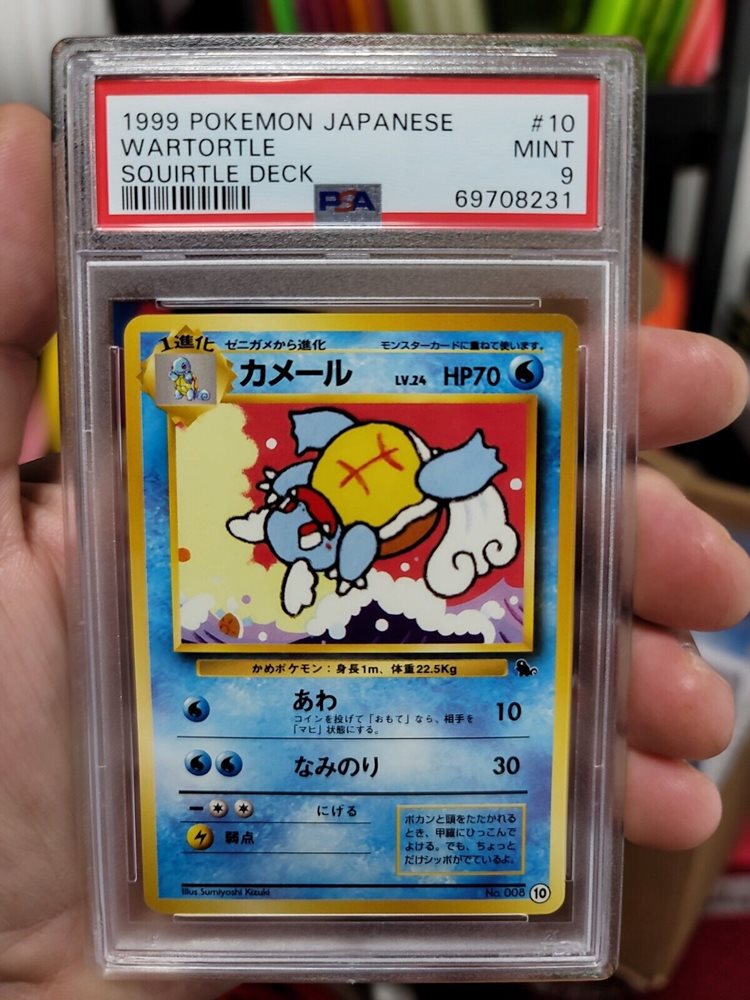 1999 POKEMON JAPANESE #10
WARTORTLE MINT
SQUIRTLE DECK 9
PSA 69708231
1進化 ゼニガメから進化 モンスターカードに重ねて使います。
カメール LV.24 HP70
かめポケモン:身長1m、体重22.5Kg
あわ 10
コインを投げて「おもて」なら、相手を
「マヒ」状態にする。
なみのり 30
ー にげる
弱点
ポカンと頭をたたかれる
とき、甲羅にひっこんで
よける。でも、ちょっと
だけシッポがでているよ。
Illus Sumiyoshi Kizuki No. 008 10